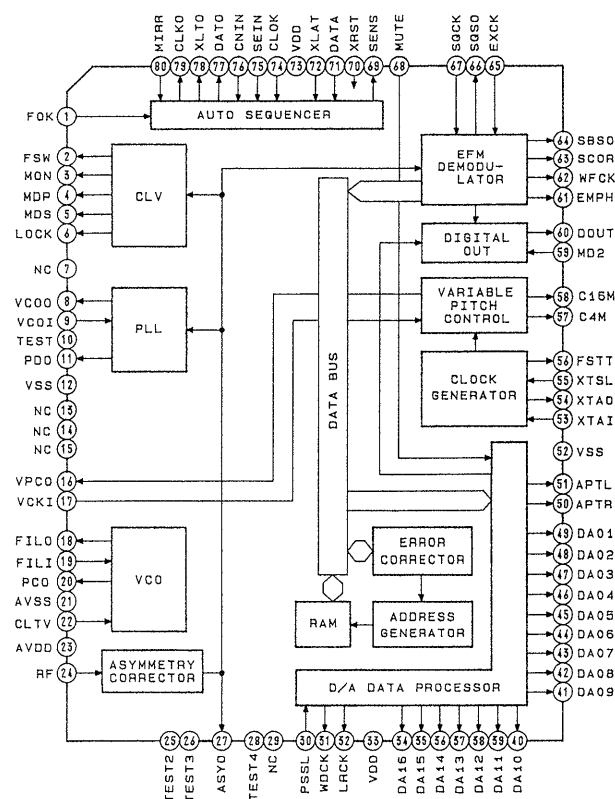 MIRR
CLKO
XLTO
DATO
CNIN
SEIN
CLOK
VDD
XLAT
DATA
XRST
SENS
MUTE
SQCK
SQSO
EXCK
80 79 78 77 76 75 74 73 72 71 70 69 68 67 66 65
FOK 1
AUTO SEQUENCER
FSW 2
MON 3
MDP 4
MDS 5
LOCK 6
CLV
NC 7
VCOO 8
VCOI 9
TEST 10
PDO 11
PLL
VSS 12
NC 13
NC 14
NC 15
VPCO 16
VCKI 17
FILO 18
FILI 19
PCO 20
AVSS 21
CLTV 22
AVDD 23
RF 24
VCO
ASYMMETRY
CORRECTOR
DATA BUS
EFM
DEMODU-
LATOR
DIGITAL
OUT
VARIABLE
PITCH
CONTROL
CLOCK
GENERATOR
ERROR
CORRECTOR
RAM
ADDRESS
GENERATOR
D/A DATA PROCESSOR
64 SBSO
63 SCOR
62 WFCK
61 EMPH
60 DOUT
59 MD2
58 C16M
57 C4M
56 FSTT
55 XTSL
54 XTAO
53 XTAI
52 VSS
51 APTL
50 APTR
49 DA01
48 DA02
47 DA03
46 DA04
45 DA05
44 DA06
43 DA07
42 DA08
41 DA09
25 26 27 28 29 30 31 32 33 34 35 36 37 38 39 40
TEST2
TEST3
ASYO
TEST4
NC
PSSL
WDCK
LRCK
VDD
DA16
DA15
DA14
DA13
DA12
DA11
DA10